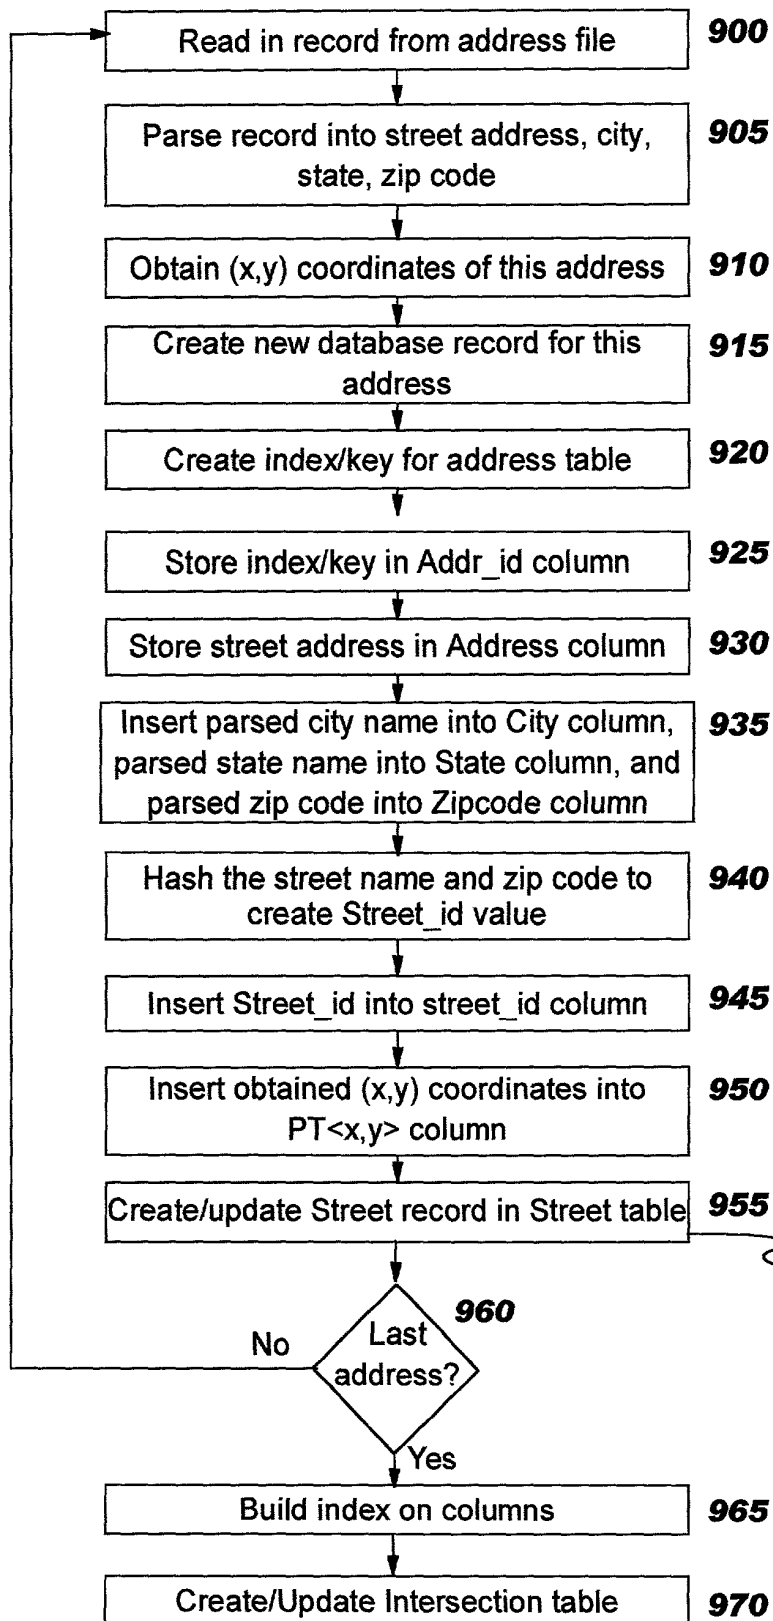 Read in record from address file 900
Parse record into street address, city, 905
state, zip code
Obtain (x,y) coordinates of this address 910
Create new database record for this 915
address
Create index/key for address table 920
Store index/key in Addr_id column 925
Store street address in Address column 930
Insert parsed city name into City column, 935
parsed state name into State column, and
parsed zip code into Zipcode column
Hash the street name and zip code to 940
create Street_id value
Insert Street_id into street_id column 945
Insert obtained (x,y) coordinates into 950
PT<x,y> column
Create/update Street record in Street table 955
960
Last
No
address?
Yes
Build index on columns 965
Create/Update Intersection table 970